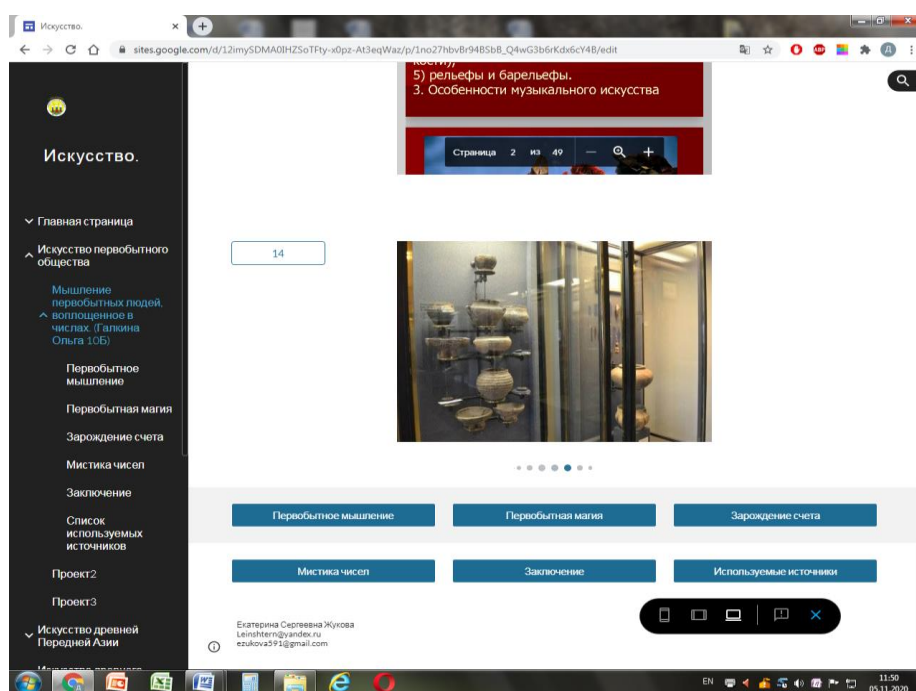 Искусство.
sites.google.com/d/12imySDMA0IHZSoTFty-x0pz-At3eqWaz/p/1no27hbvBr94BSbB_Q4wG3b6rKdx6cY4B/edit
Искусство.
Главная страница
Искусство первобытного
общества
Мышление
первобытных людей,
воплощенное в
числах. (Галкина
Ольга 10Б)
Первобытное
мышление
Первобытная магия
Зарождение счета
Мистика чисел
Заключение
Список
используемых
источников
Проект2
Проект3
Искусство древней
Передней Азии
кости),
5) рельефы и барельефы.
3. Особенности музыкального искусства
Страница 2 из 49
14
Первобытное мышление
Первобытная магия
Зарождение счета
Мистика чисел
Заключение
Используемые источники
Екатерина Сергеевна Жукова
Leinshtern@yandex.ru
ezukova591@gmail.com
ABP
Д
EN
11:50
05.11.2020